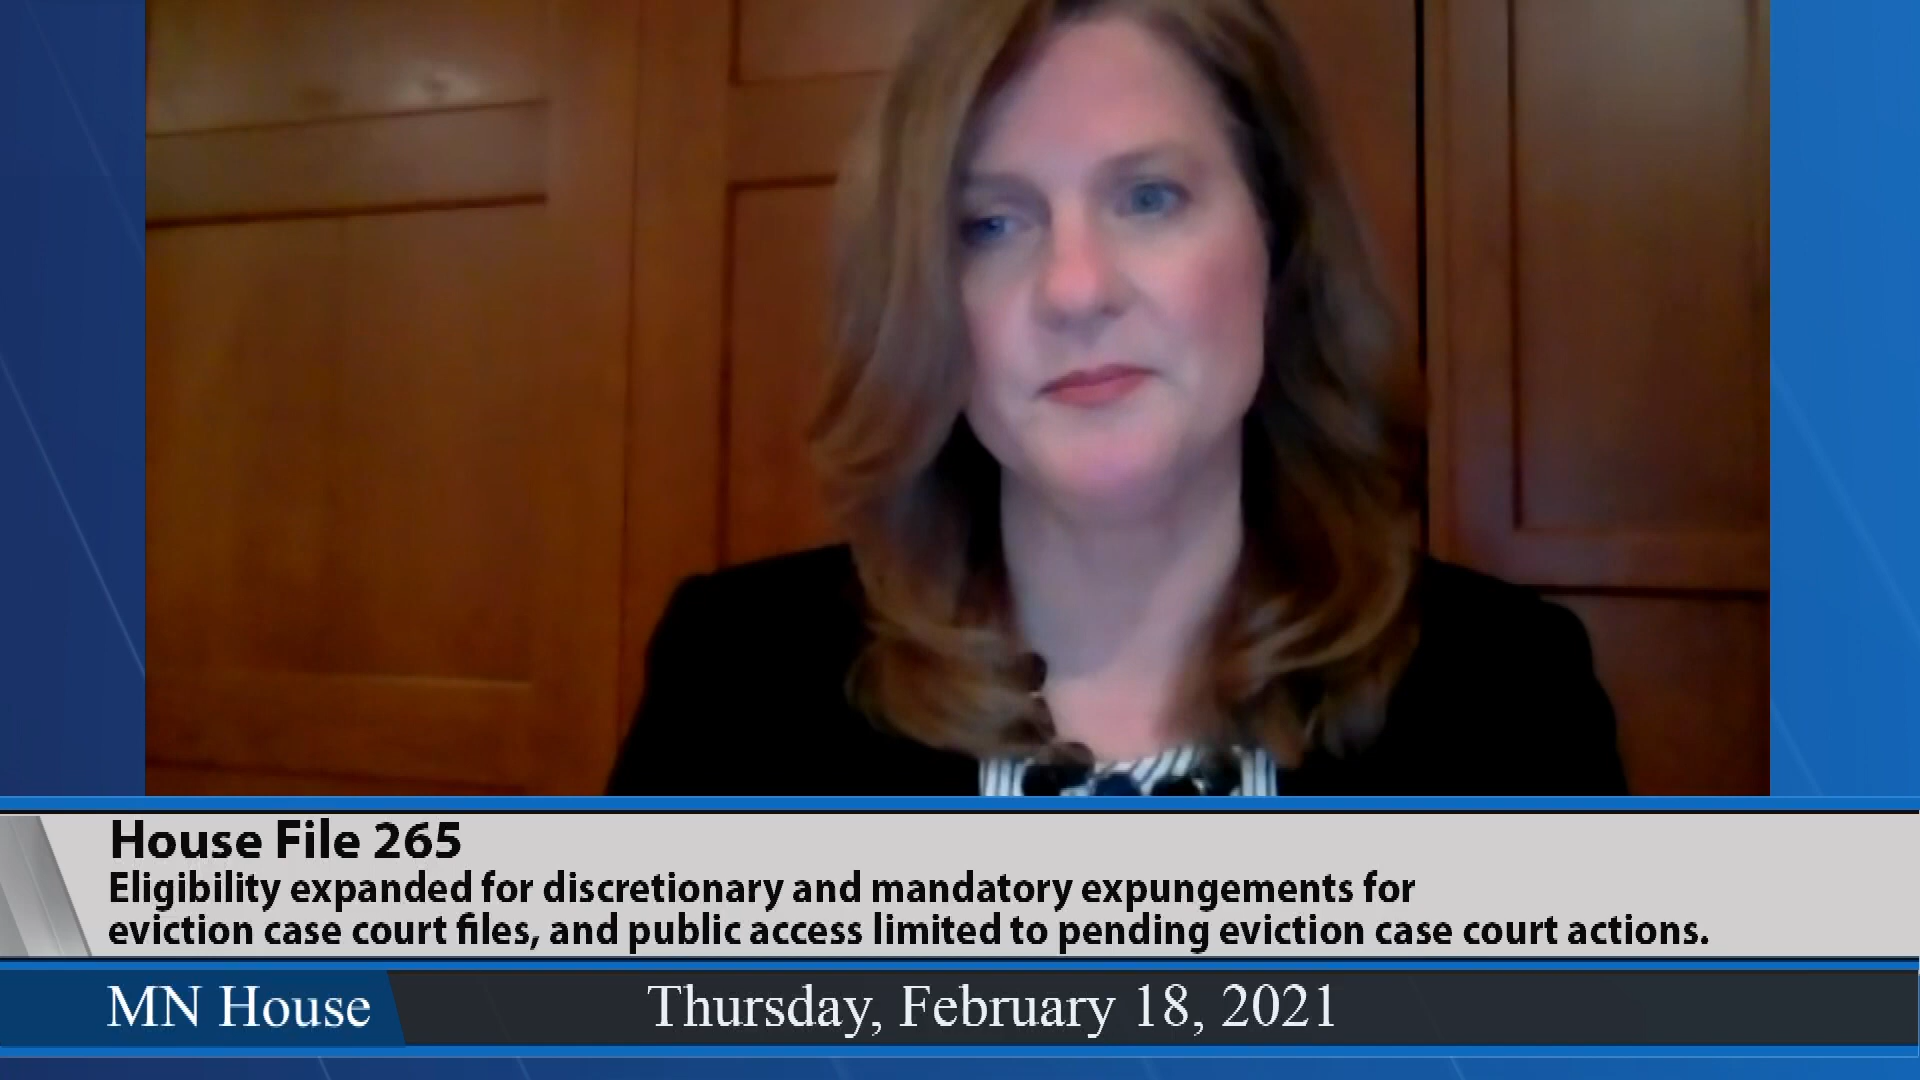 House File 265
Eligibility expanded for discretionary and mandatory expungements for
eviction case court files, and public access limited to pending eviction case court actions.
MN House
Thursday, February 18, 2021